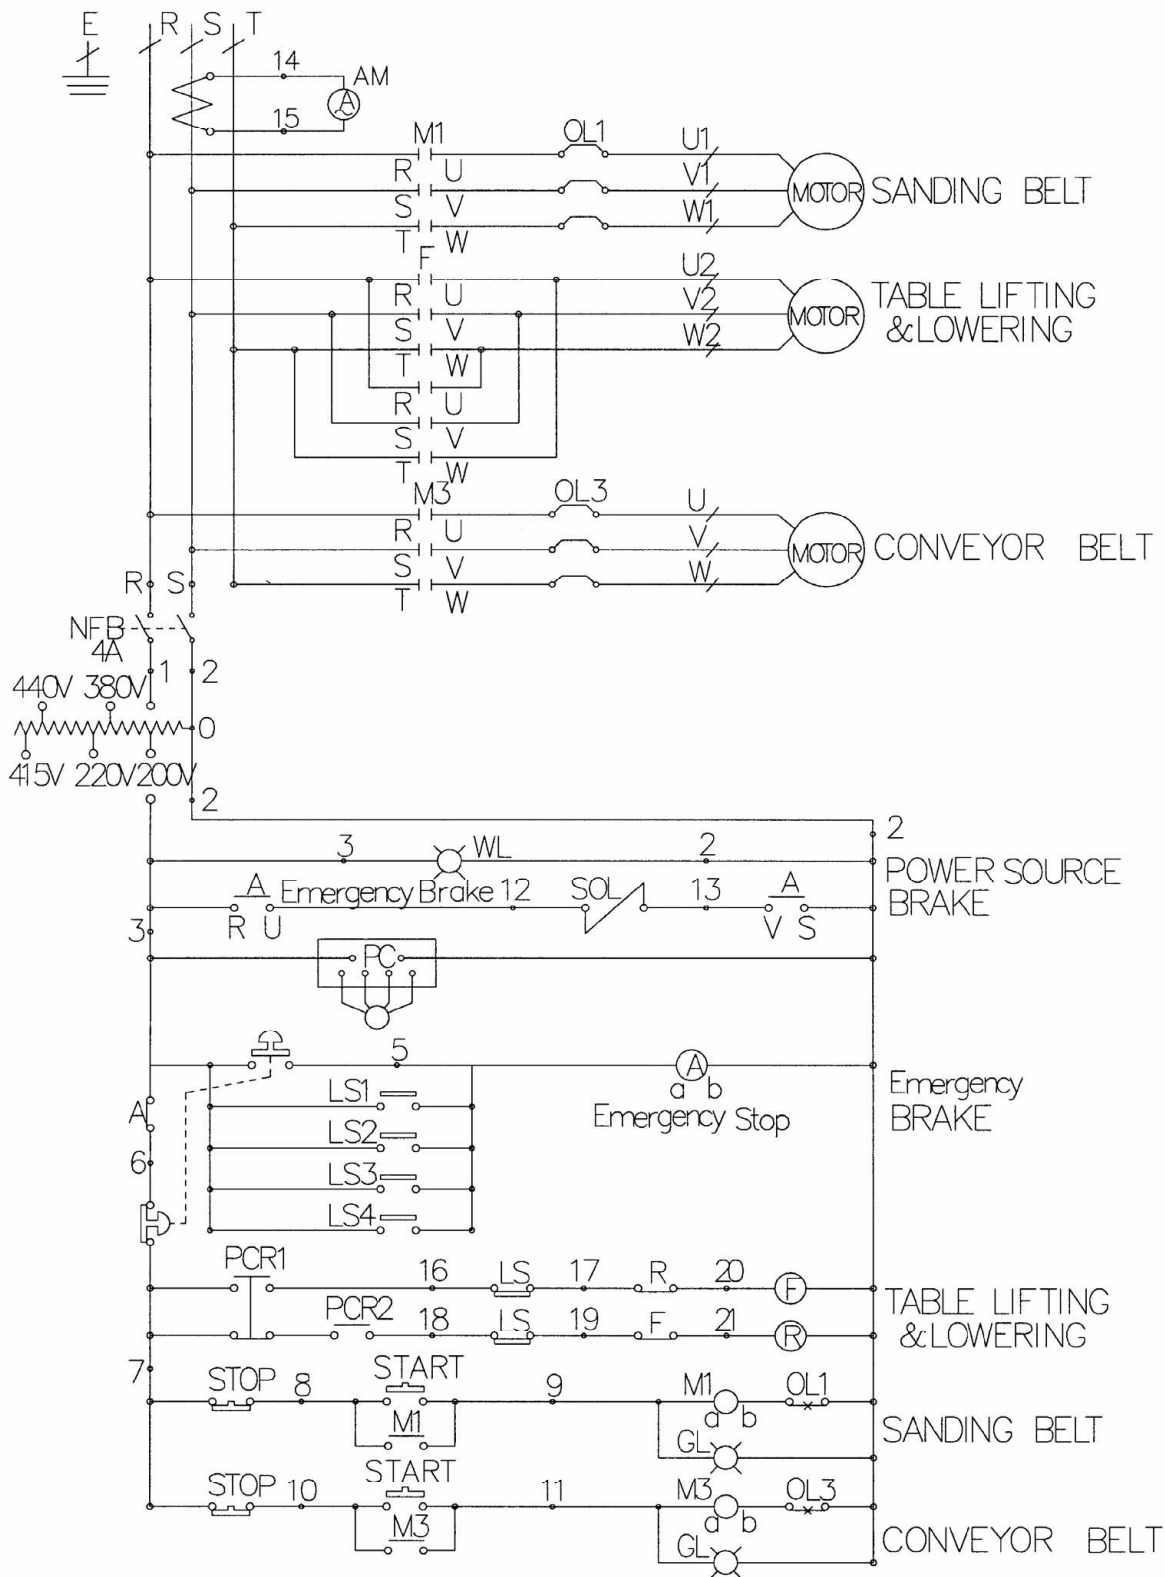 E R S T
14
AM
A
15
M1 OL1 U1
R U V1
MOTOR SANDING BELT
S V W1
T W
F U2
R U V2 TABLE LIFTING
MOTOR
S V W2 &LOWERING
T W
R U
S V
T W
M3 OL3 U
R U V
MOTOR CONVEYOR BELT
S V W
R S T W
NFB
4A
1 2
440V 380V
0
415V 220V 200V
2
2
3 WL 2
POWER SOURCE
A Emergency Brake 12 SOL 13 A BRAKE
R U V S
3
PC
5 A
a b Emergency
LS1 Emergency Stop BRAKE
A
LS2
6
LS3
LS4
PCR1 16 LS 17 R 20 F
TABLE LIFTING
PCR2 18 LS 19 F 21 R &LOWERING
7
STOP 8 START 9 M1 OL1
M1 a b SANDING BELT
GL
STOP 10 START 11 M3 OL3
M3 a b
GL CONVEYOR BELT